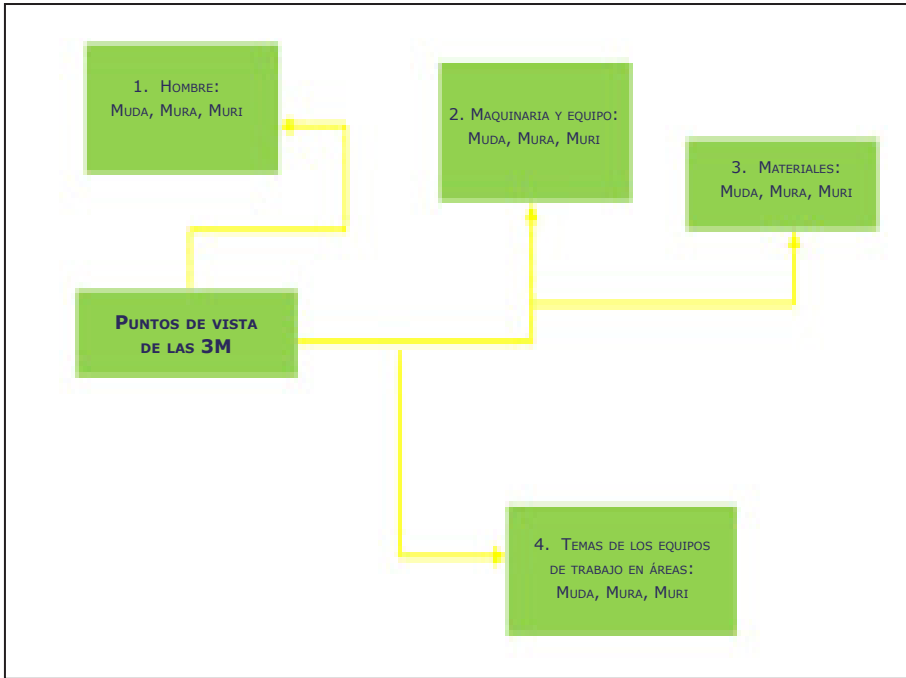 1. Hombre:
Muda, Mura, Muri
2. Maquinaria y equipo:
Muda, Mura, Muri
3. Materiales:
Muda, Mura, Muri
Puntos de vista
de las 3M
4. Temas de los equipos
de trabajo en áreas:
Muda, Mura, Muri